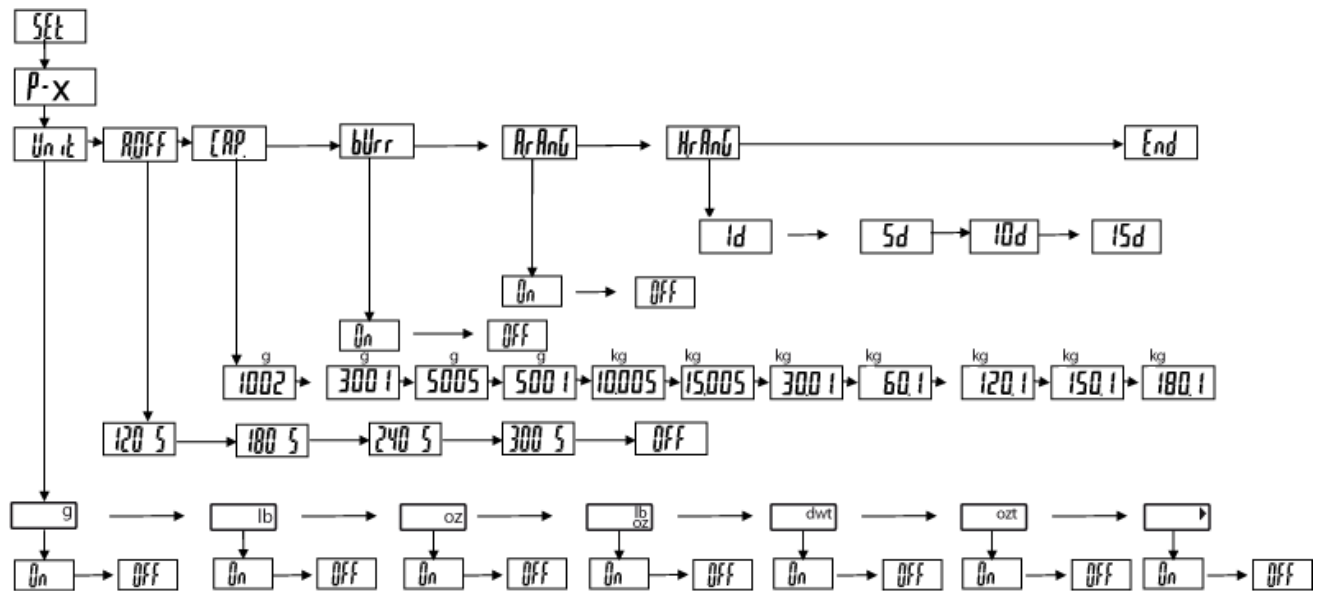 SEt
P-x
Unit A.OFF CAP. bUrr A.rAnG H.rAnG End
1d 5d 10d 15d
On OFF
On OFF
g g g g kg kg kg kg kg kg kg
1002 3001 5005 5001 10.005 15.005 30.01 60.1 120.1 150.1 180.1
120 S 180 S 240 S 300 S OFF
g lb oz lb oz dwt ozt
On OFF On OFF On OFF On OFF On OFF On OFF On OFF